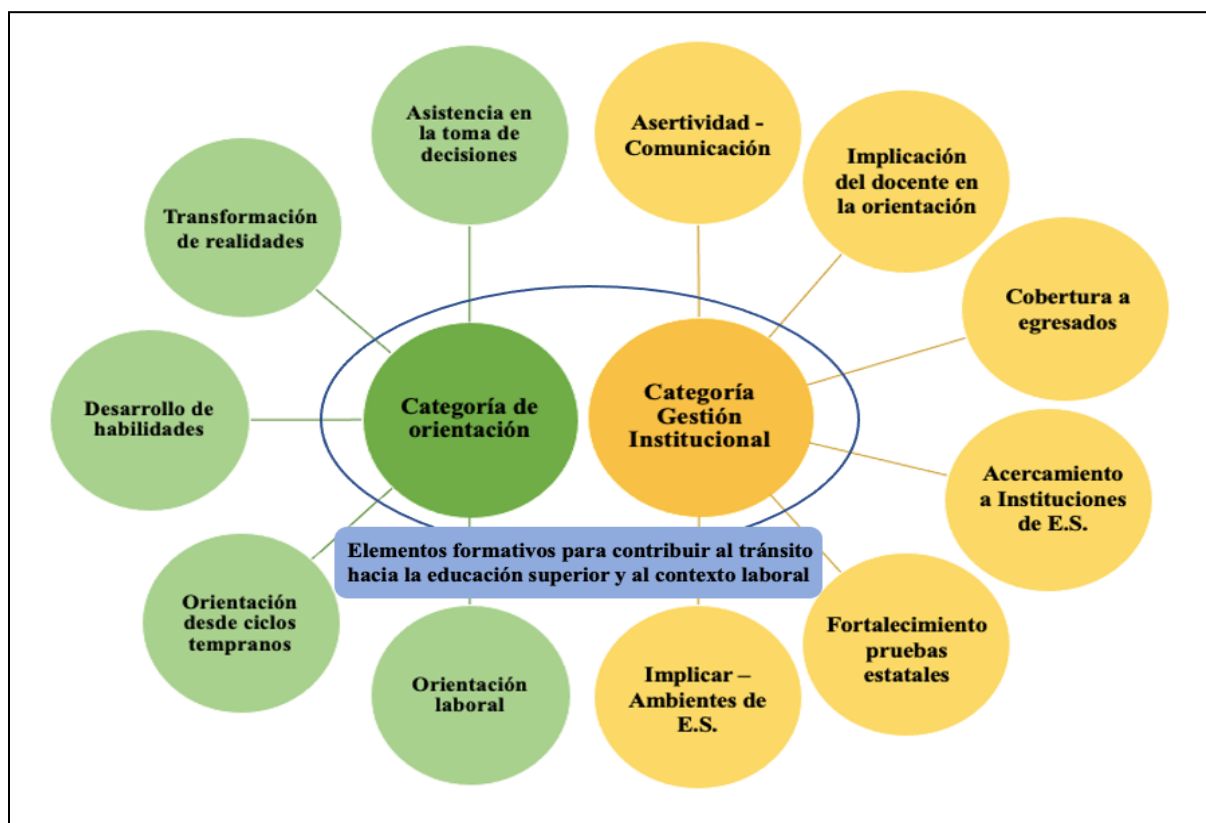 Asistencia en
la toma de
decisiones
Asertividad -
Comunicación
Implicación
del docente en
la orientación
Transformación
de realidades
Cobertura a
egresados
Desarrollo de
habilidades
Categoría de
orientación
Categoría
Gestión
Institucional
Acercamiento
a Instituciones
de E.S.
Elementos formativos para contribuir al tránsito
hacia la educación superior y al contexto laboral
Orientación
desde ciclos
tempranos
Orientación
laboral
Implicar –
Ambientes de
E.S.
Fortalecimiento
pruebas
estatales